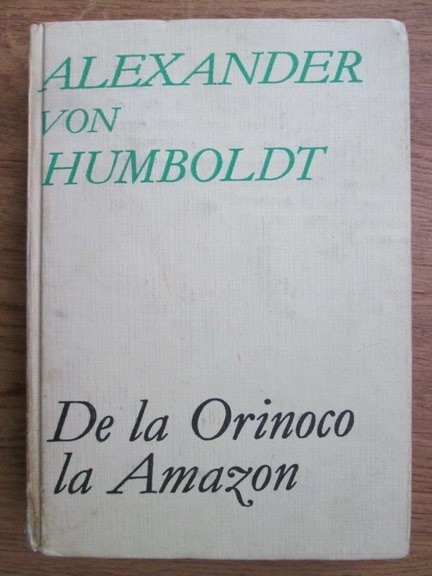 ALEXANDER
VON
HUMBOLDT
De la Orinoco
la Amazon